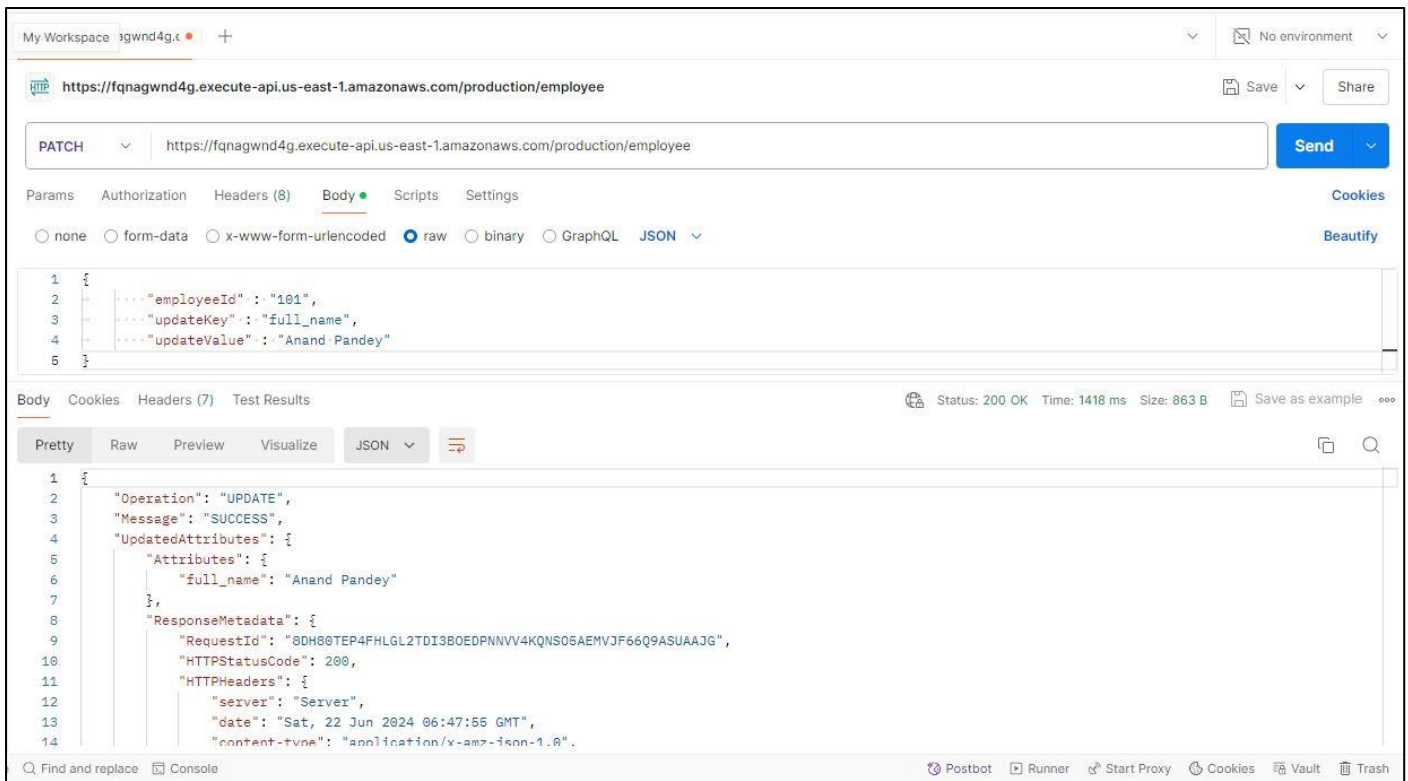 My Workspace agwnd4g.e +
No environment
HTTP https://fqnagwnd4g.execute-api.us-east-1.amazonaws.com/production/employee Save Share
PATCH https://fqnagwnd4g.execute-api.us-east-1.amazonaws.com/production/employee Send
Params Authorization Headers (8) Body Scripts Settings Cookies
none form-data x-www-form-urlencoded raw binary GraphQL JSON Beautify
1 {
2 "employeeId" : "101",
3 "updateKey" : "full_name",
4 "updateValue" : "Anand Pandey"
5 }
Body Cookies Headers (7) Test Results Status: 200 OK Time: 1418 ms Size: 863 B Save as example
Pretty Raw Preview Visualize JSON
1 {
2 "Operation": "UPDATE",
3 "Message": "SUCCESS",
4 "UpdatedAttributes": {
5 "Attributes": {
6 "full_name": "Anand Pandey"
7 },
8 "ResponseMetadata": {
9 "RequestId": "8DH80TEP4FHLGL2TDI3BOEDPNNVV4KQNSO5AEMVJF66Q9ASUAAJG",
10 "HTTPStatusCode": 200,
11 "HTTPHeaders": {
12 "server": "Server",
13 "date": "Sat, 22 Jun 2024 06:47:55 GMT",
14 "content-type": "application/x-amz-json-1.0",
Find and replace Console Postbot Runner Start Proxy Cookies Vault Trash